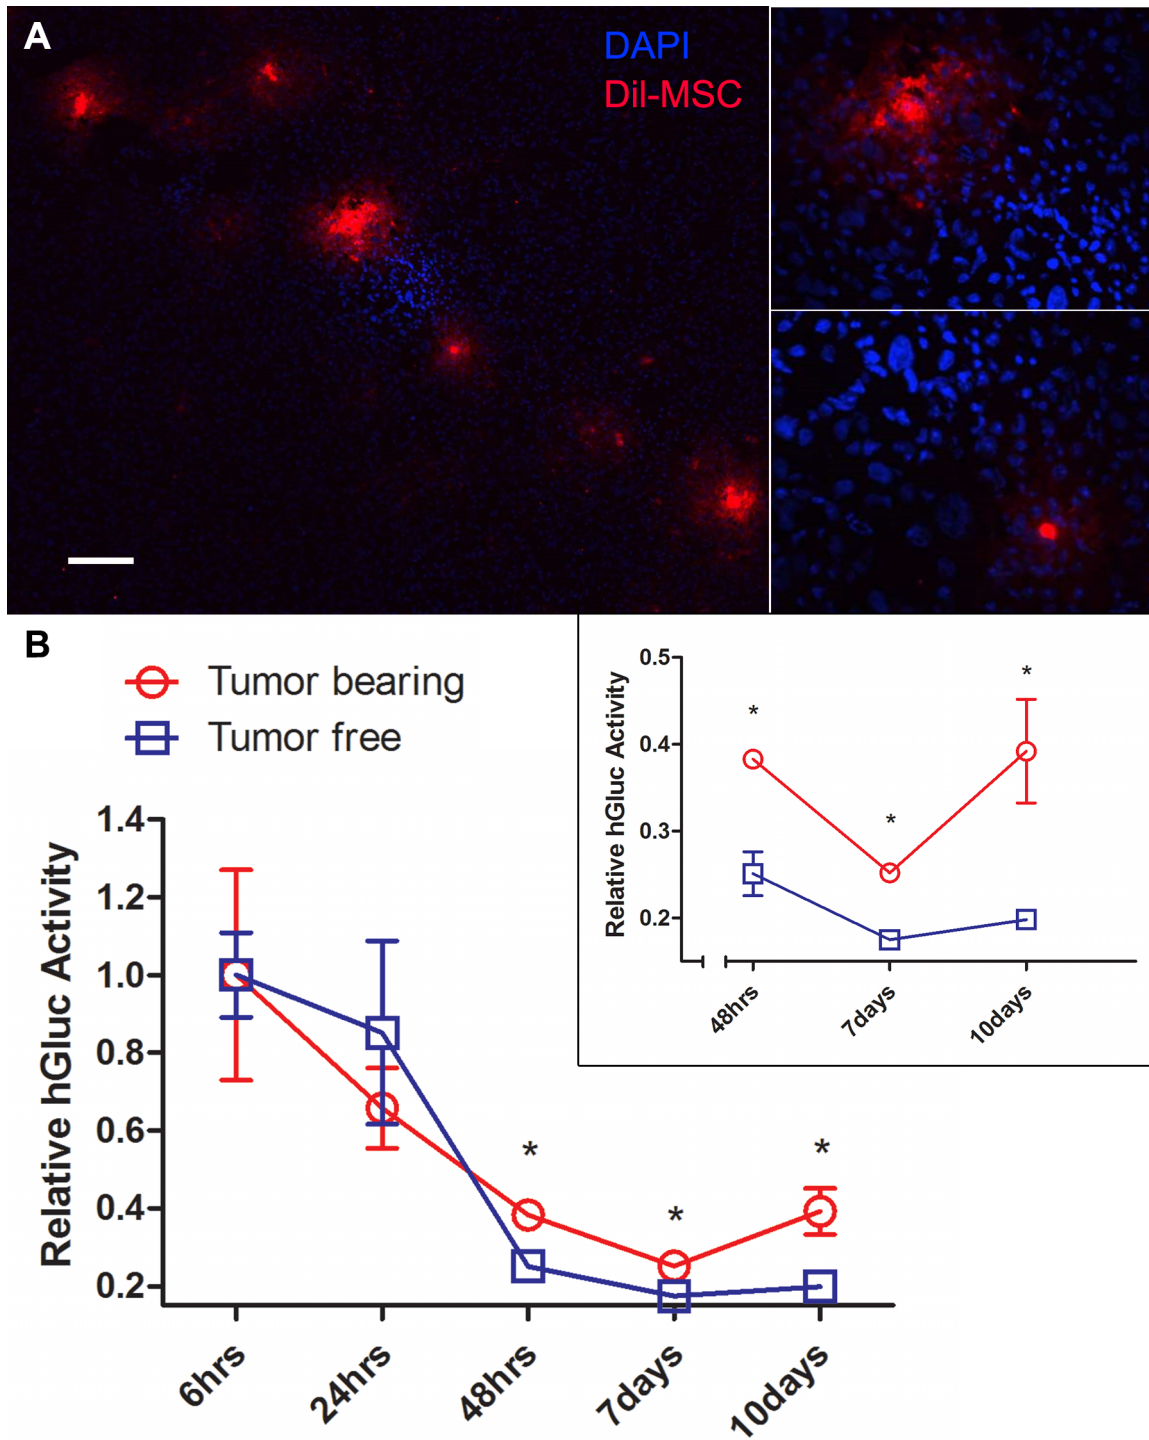 A
DAPI
DiI-MSC
B
Tumor bearing
Tumor free
Relative hGluc Activity
1.4
1.2
1.0
0.8
0.6
0.4
0.2
*
*
*
6hrs
24hrs
48hrs
7days
10days
Relative hGluc Activity
0.5
0.4
0.3
0.2
*
*
*
48hrs
7days
10days